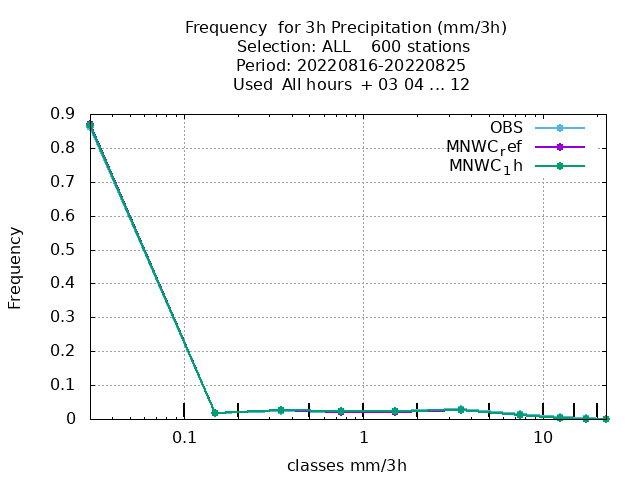 Frequency  for 3h Precipitation (mm/3h)
Selection: ALL    600 stations
Period: 20220816-20220825
Used  All hours  + 03 04 ... 12
0.9
0.8
0.7
0.6
0.5
0.4
0.3
0.2
0.1
0
Frequency
OBS
MNWCref
MNWC1h
0.1
1
10
classes mm/3h